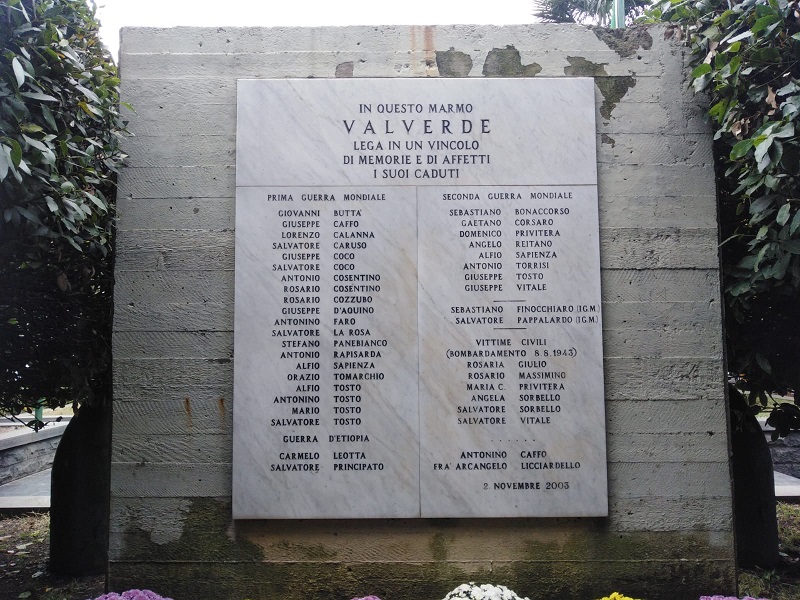 IN QUESTO MARMO
VALVERDE
LEGA IN UN VINCOLO
DI MEMORIE E DI AFFETTI
I SUOI CADUTI
PRIMA GUERRA MONDIALE
GIOVANNI BUTTA'
GIUSEPPE CAFFO
LORENZO CALANNA
SALVATORE CARUSO
GIUSEPPE COCO
SALVATORE COCO
ANTONIO COSENTINO
ROSARIO COSENTINO
ROSARIO COZZUBO
GIUSEPPE D'AQUINO
ANTONINO FARO
SALVATORE LA ROSA
STEFANO PANEBIANCO
ANTONIO RAPISARDA
ALFIO SAPIENZA
ORAZIO TOMARCHIO
ALFIO TOSTO
ANTONINO TOSTO
MARIO TOSTO
SALVATORE TOSTO
GUERRA D'ETIOPIA
CARMELO LEOTTA
SALVATORE PRINCIPATO
SECONDA GUERRA MONDIALE
SEBASTIANO BONACCORSO
GAETANO CORSARO
DOMENICO PRIVITERA
ANGELO REITANO
ALFIO SAPIENZA
ANTONIO TORRISI
GIUSEPPE TOSTO
GIUSEPPE VITALE
SEBASTIANO FINOCCHIARO (I G M)
SALVATORE PAPPALARDO (I G M)
VITTIME CIVILI
(BOMBARDAMENTO 8.8.1943)
ROSARIA GIULIO
ROSARIO MASSIMINO
MARIA C. PRIVITERA
ANGELA SORBELLO
SALVATORE SORBELLO
SALVATORE VITALE
. . . . . .
ANTONINO CAFFO
FRA' ARCANGELO LICCIARDELLO
2 NOVEMBRE 2003